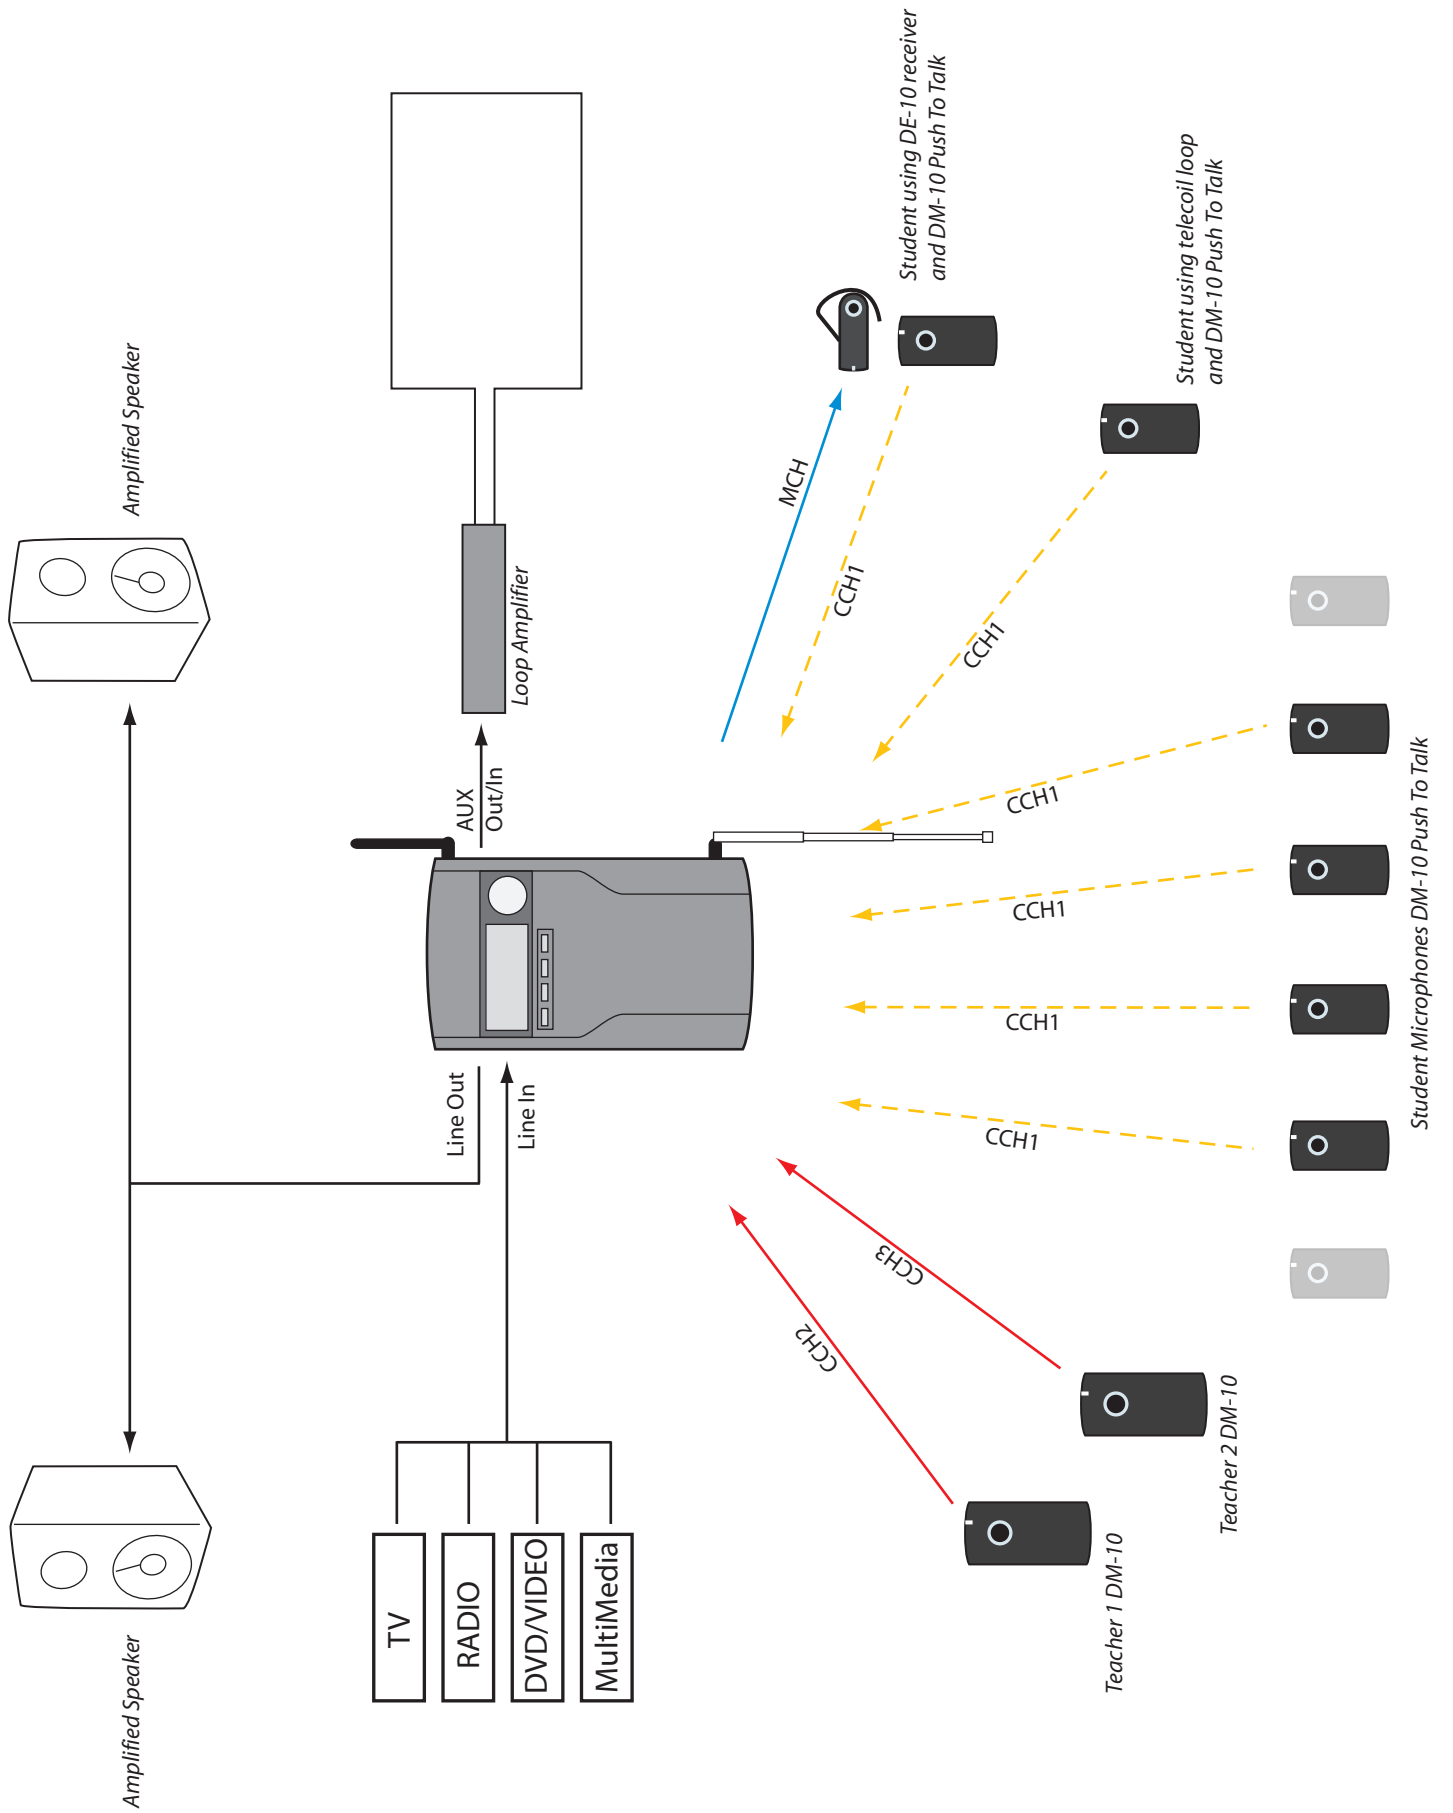 Amplified Speaker
Amplified Speaker
TV
RADIO
DVD/VIDEO
MultiMedia
Line Out
Line In
AUX
Out/In
Loop Amplifier
MCH
CCH1
Student using DE-10 receiver
and DM-10 Push To Talk
CCH1
Student using telecoil loop
and DM-10 Push To Talk
CCH1
CCH1
CCH1
CCH1
Student Microphones DM-10 Push To Talk
CCH3
CCH2
Teacher 1 DM-10
Teacher 2 DM-10